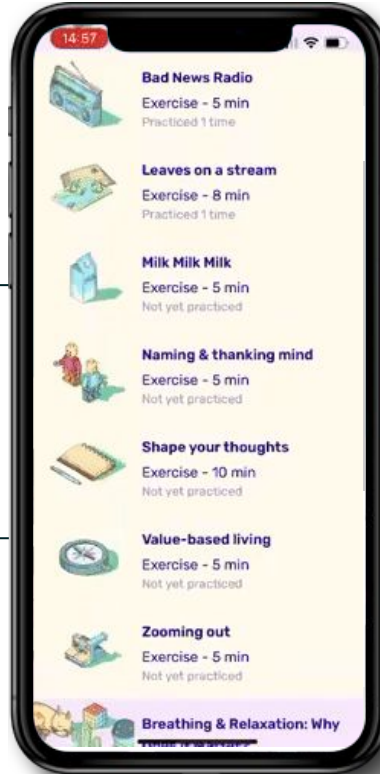 14:57
Bad News Radio
Exercise - 5 min
Practiced 1 time
Leaves on a stream
Exercise - 8 min
Practiced 1 time
Milk Milk Milk
Exercise - 5 min
Not yet practiced
Naming & thanking mind
Exercise - 5 min
Not yet practiced
Shape your thoughts
Exercise - 10 min
Not yet practiced
Value-based living
Exercise - 5 min
Not yet practiced
Zooming out
Exercise - 5 min
Not yet practiced
Breathing & Relaxation: Why